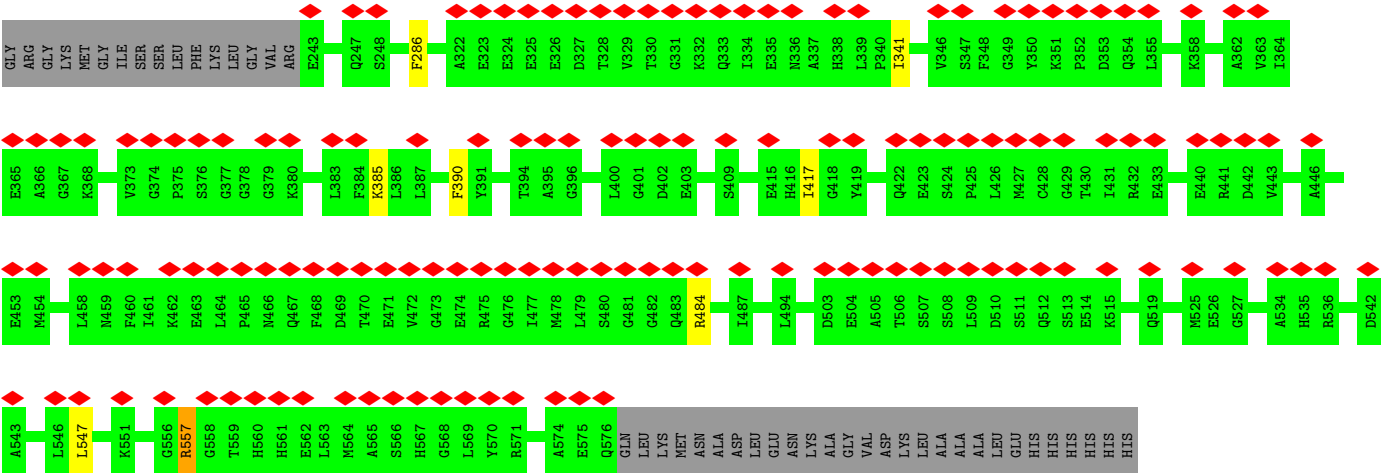 GLY ARG GLY LYS MET GLY ILE SER SER LEU PHE LYS LEU GLY VAL ARG E243 Q247 S248 F286 A322 E323 E324 E325 E326 D327 T328 V329 T330 G331 K332 Q333 I334 E335 N336 A337 H338 L339 P340 I341 V346 S347 F348 G349 Y350 K351 P352 D353 Q354 L355 K358 A362 V363 I364
E365 A366 G367 K368 V373 G374 P375 S376 G377 G378 G379 K380 L383 F384 K385 L386 L387 F390 Y391 T394 A395 G396 L400 G401 D402 E403 S409 E415 H416 I417 G418 Y419 Q422 E423 S424 P425 L426 M427 C428 G429 T430 I431 R432 E433 E440 R441 D442 V443 A446
E453 M454 L458 N459 F460 I461 K462 E463 L464 P465 N466 Q467 F468 D469 T470 E471 V472 G473 E474 R475 G476 I477 M478 L479 S480 G481 G482 Q483 R484 I487 L494 D503 E504 A505 T506 S507 S508 L509 D510 S511 Q512 S513 E514 K515 Q519 M525 E526 G527 A534 H535 R536 D542
A543 L546 L547 K551 G556 R557 G558 T559 H560 H561 E562 L563 M564 A565 S566 H567 G568 L569 Y570 R571 A574 E575 Q576 GLN LEU LYS MET ASN ALA ASP LEU GLU ASN LYS ALA GLY VAL ASP LYS LEU ALA ALA ALA LEU GLU HIS HIS HIS HIS HIS HIS